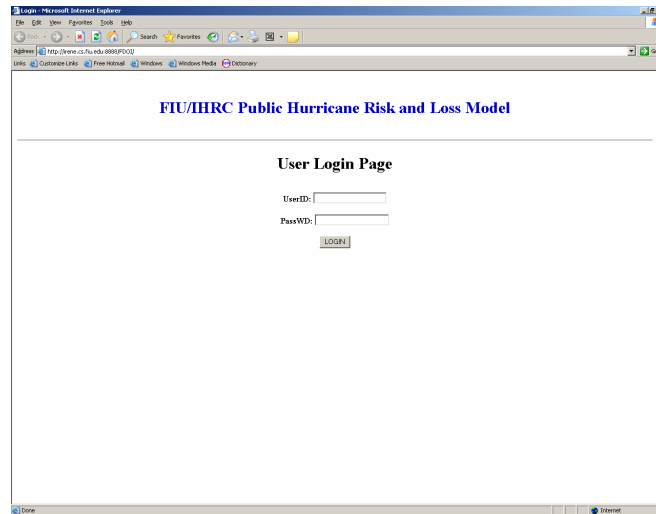 Login - Microsoft Internet Explorer
File Edit View Favorites Tools Help
Back Search Favorites
Address http://irene.cs.fiu.edu:8888/FDOI/ Go
Links Customize Links Free Hotmail Windows Windows Media Dictionary
FIU/IHRC Public Hurricane Risk and Loss Model
User Login Page
UserID:
PassWD:
LOGIN
Done Internet